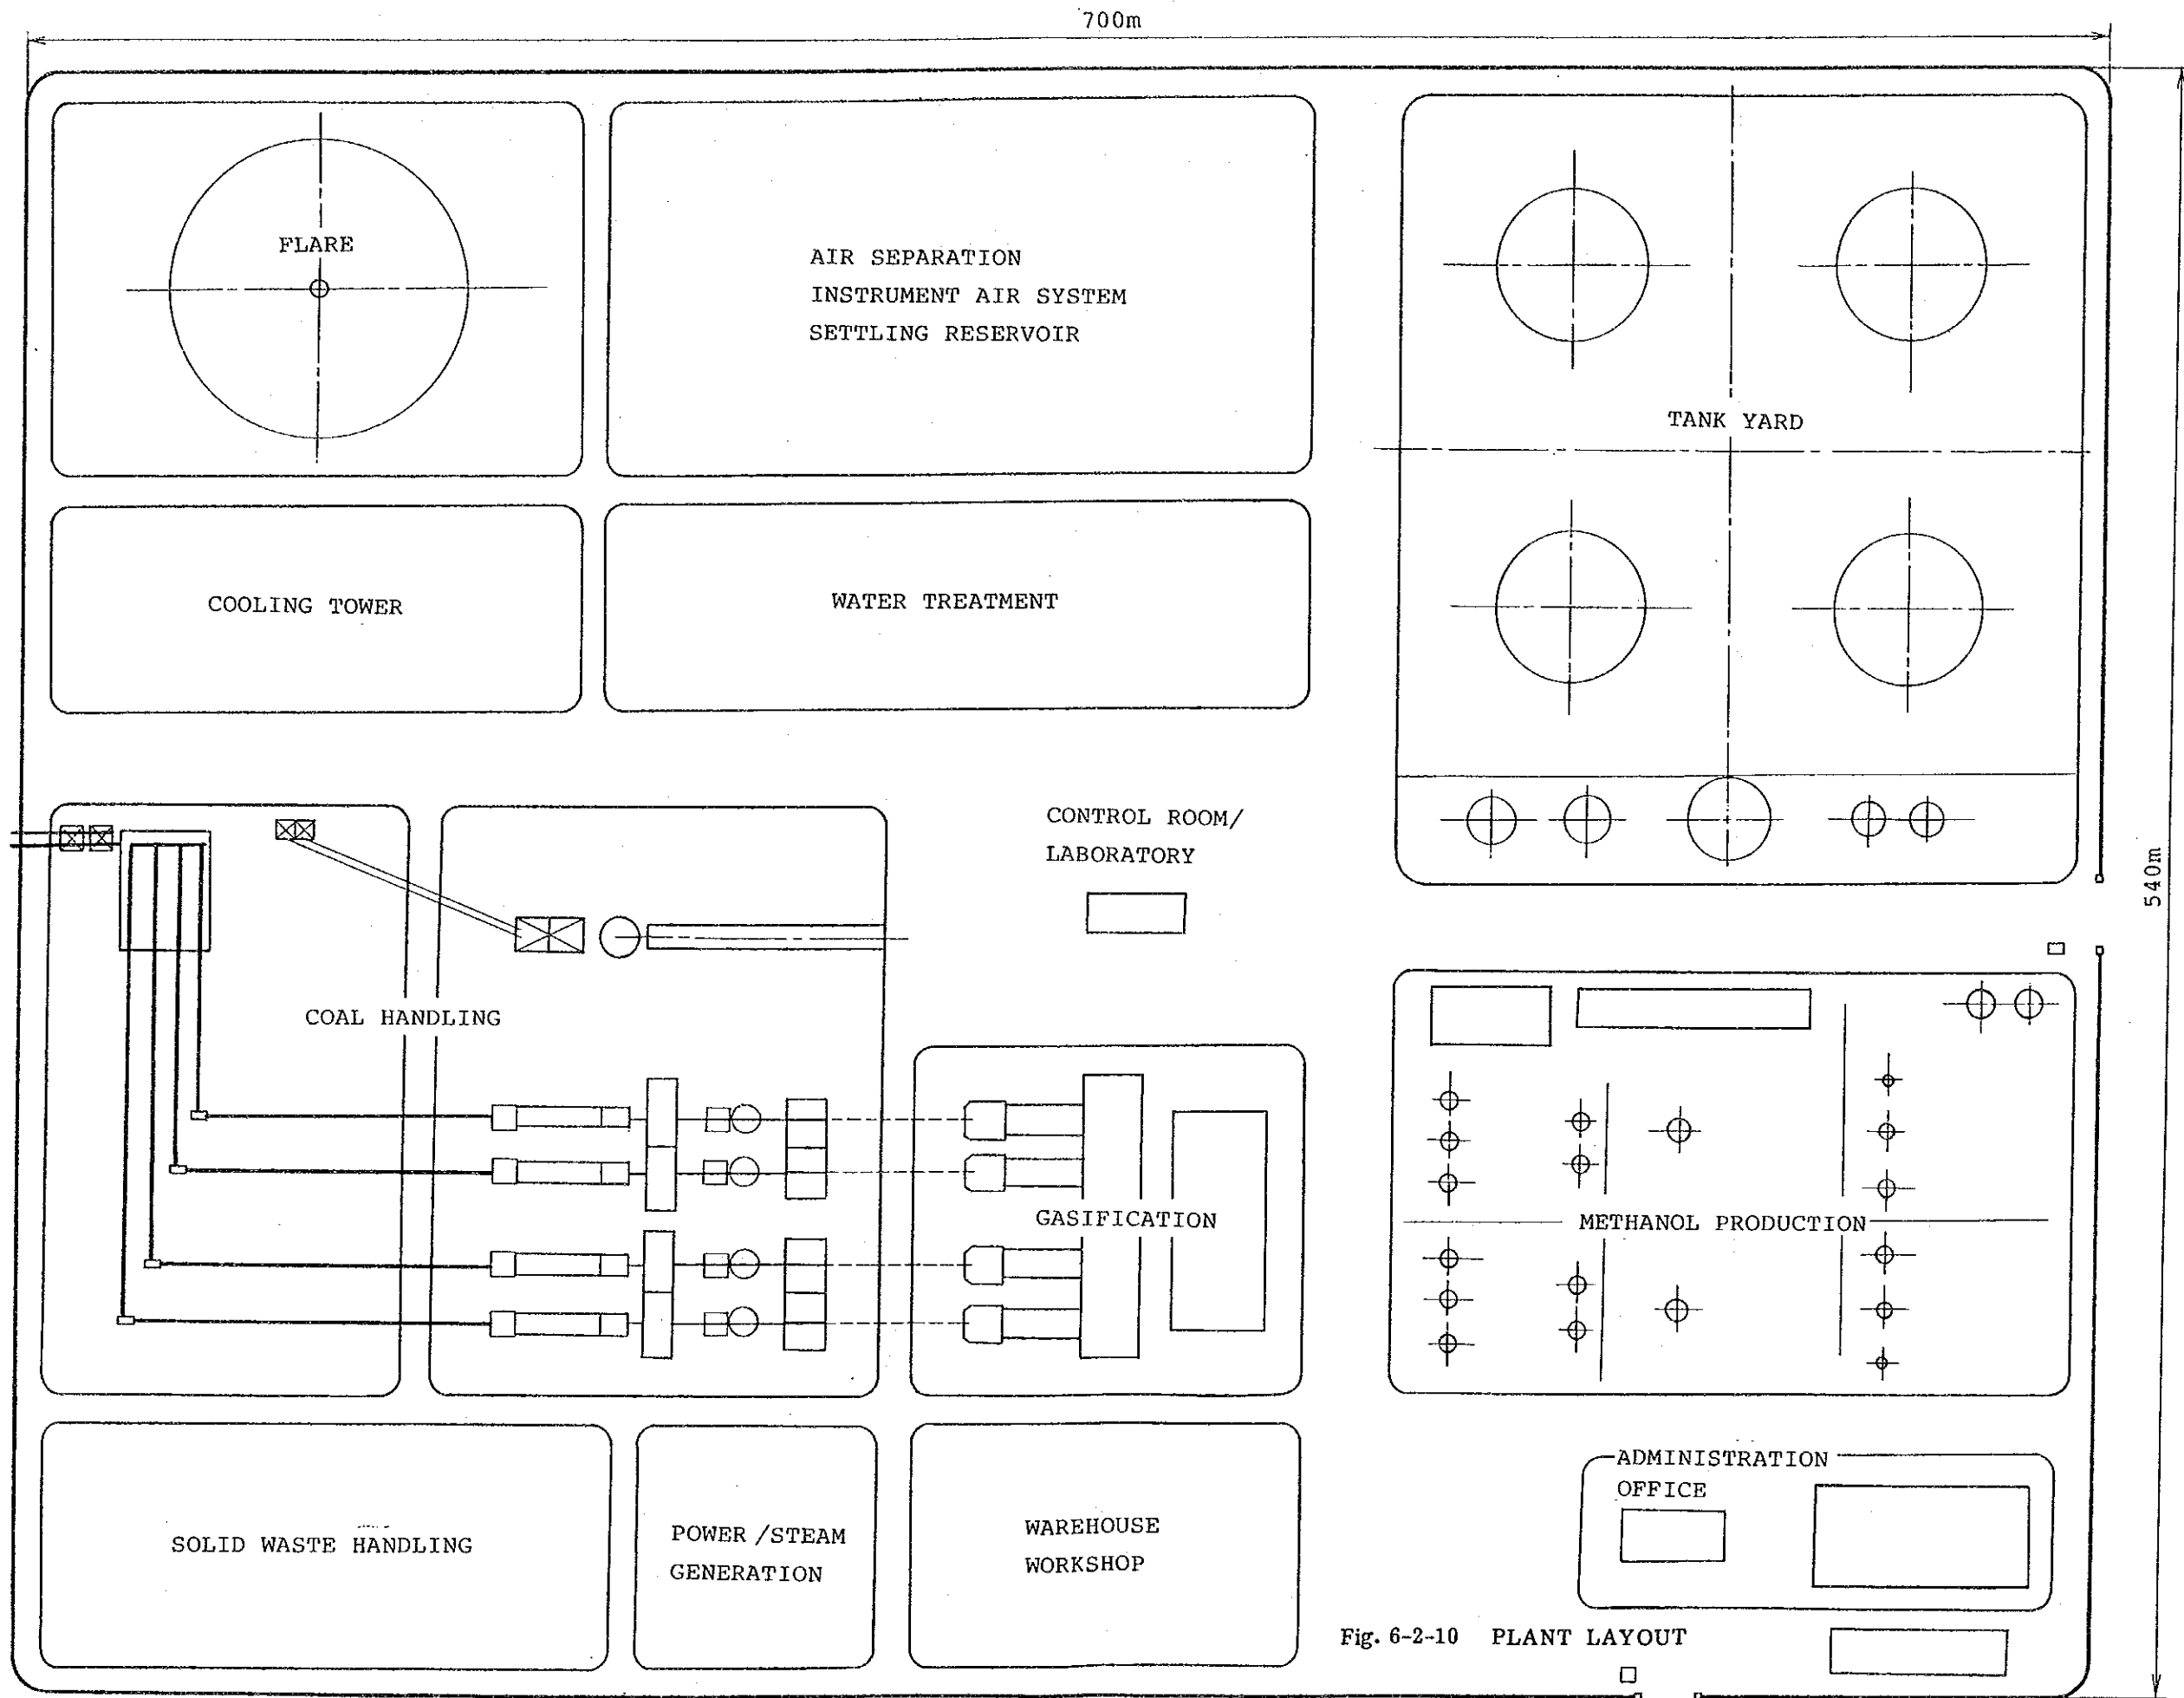 700m
FLARE
AIR SEPARATION
INSTRUMENT AIR SYSTEM
SETTLING RESERVOIR
TANK YARD
COOLING TOWER
WATER TREATMENT
CONTROL ROOM/
LABORATORY
540m
COAL HANDLING
GASIFICATION
METHANOL PRODUCTION
SOLID WASTE HANDLING
POWER/STEAM
GENERATION
WAREHOUSE
WORKSHOP
ADMINISTRATION
OFFICE
Fig. 6-2-10 PLANT LAYOUT